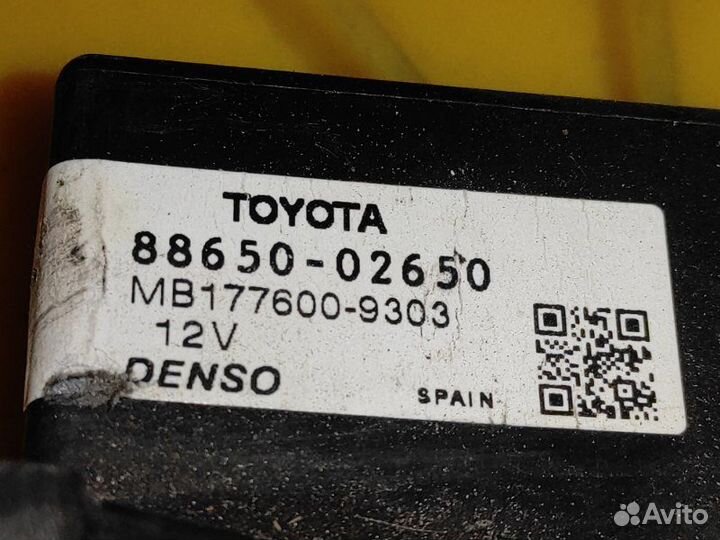 TOYOTA
88650-02650
MB177600-9303
12V
DENSO
SPAIN
Avito